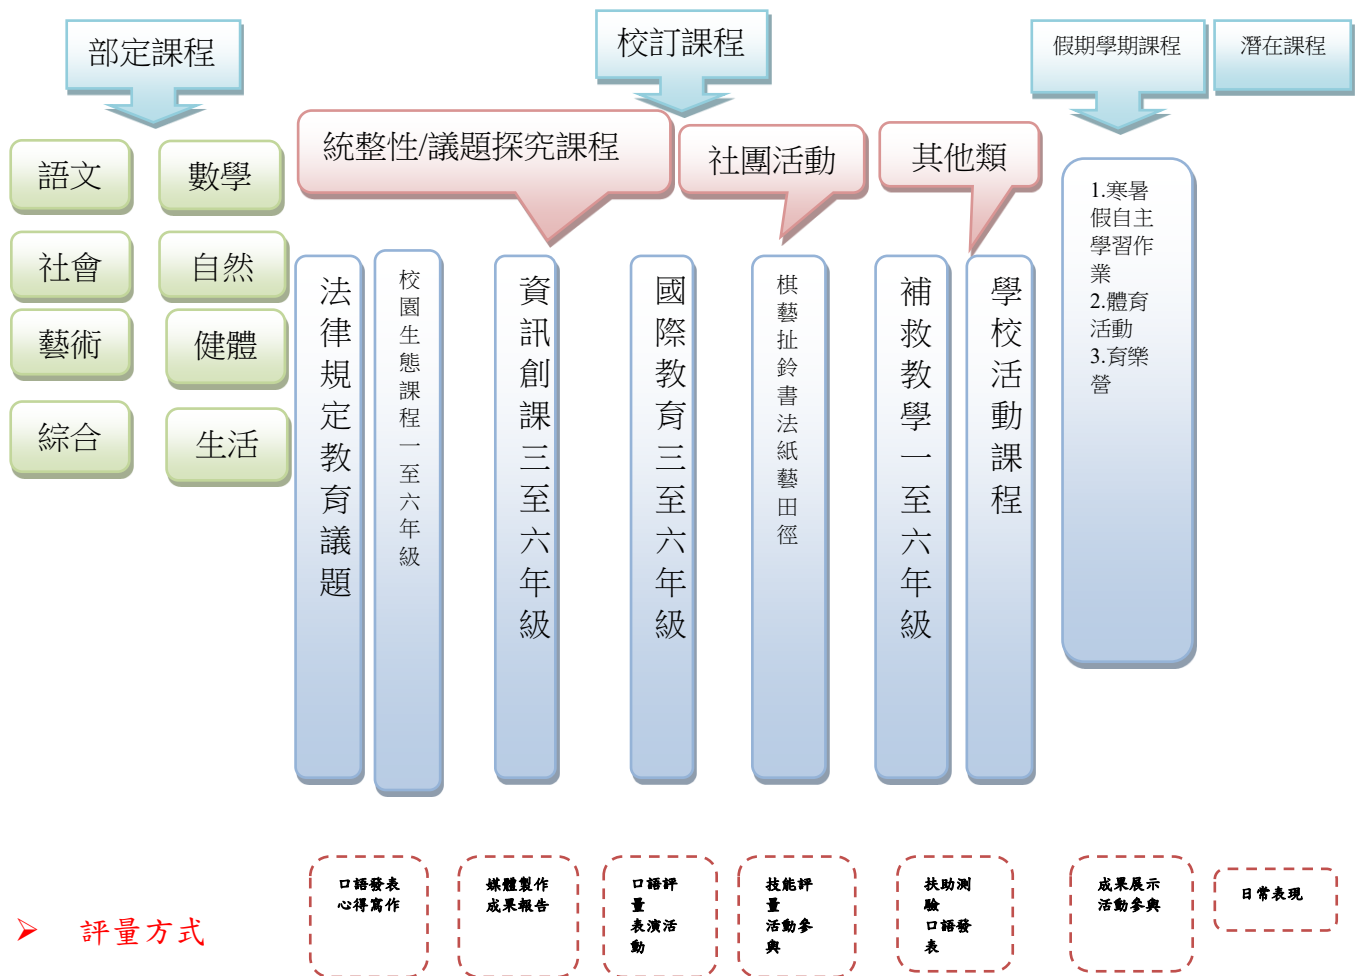 部定課程
校訂課程
假期學期課程
潛在課程
統整性/議題探究課程
社團活動
其他類
語文
數學
社會
自然
藝術
健體
綜合
生活
法律規定教育議題
校園生態課程一至六年級
資訊創課三至六年級
國際教育三至六年級
棋藝扯鈴書法紙藝田徑
補救教學一至六年級
學校活動課程
1.寒暑
假自主
學習作
業
2.體育
活動
3.育樂
營
➤ 評量方式
口語發表
心得寫作
媒體製作
成果報告
口語評
量
表演活
動
技能評
量
活動參
與
扶助測
驗
口語發
表
成果展示
活動參與
日常表現